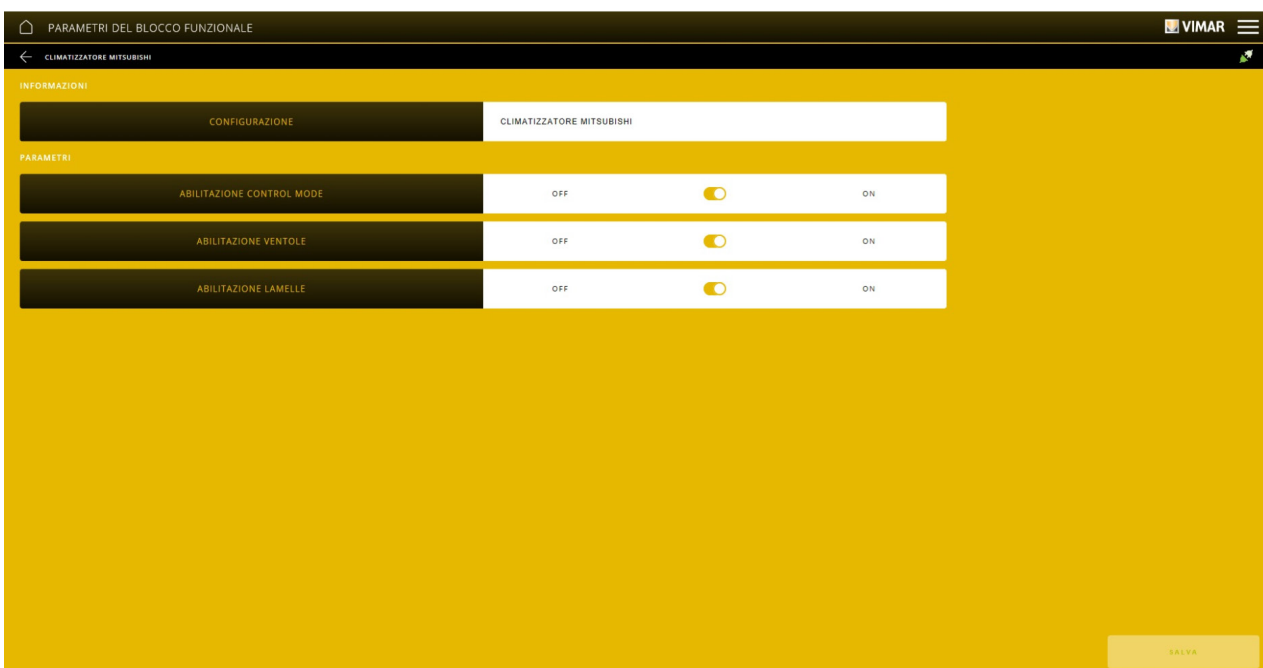 PARAMETRI DEL BLOCCO FUNZIONALE
VIMAR
CLIMATIZZATORE MITSUBISHI
INFORMAZIONI
CONFIGURAZIONE CLIMATIZZATORE MITSUBISHI
PARAMETRI
ABILITAZIONE CONTROL MODE OFF ON
ABILITAZIONE VENTOLE OFF ON
ABILITAZIONE LAMELLE OFF ON
SALVA